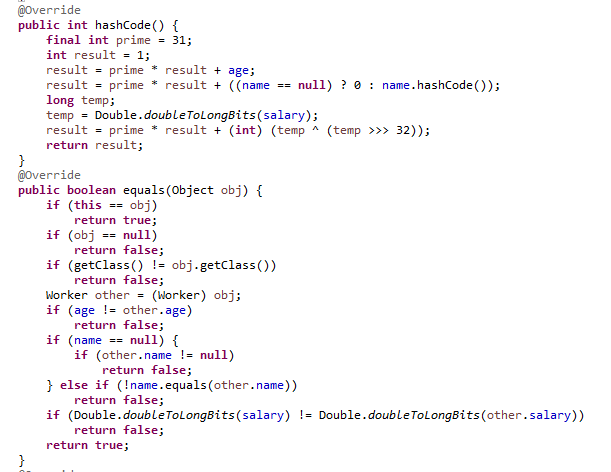 @Override
public int hashCode() {
    final int prime = 31;
    int result = 1;
    result = prime * result + age;
    result = prime * result + ((name == null) ? 0 : name.hashCode());
    long temp;
    temp = Double.doubleToLongBits(salary);
    result = prime * result + (int) (temp ^ (temp >>> 32));
    return result;
}
@Override
public boolean equals(Object obj) {
    if (this == obj)
        return true;
    if (obj == null)
        return false;
    if (getClass() != obj.getClass())
        return false;
    Worker other = (Worker) obj;
    if (age != other.age)
        return false;
    if (name == null) {
        if (other.name != null)
            return false;
    } else if (!name.equals(other.name))
        return false;
    if (Double.doubleToLongBits(salary) != Double.doubleToLongBits(other.salary))
        return false;
    return true;
}